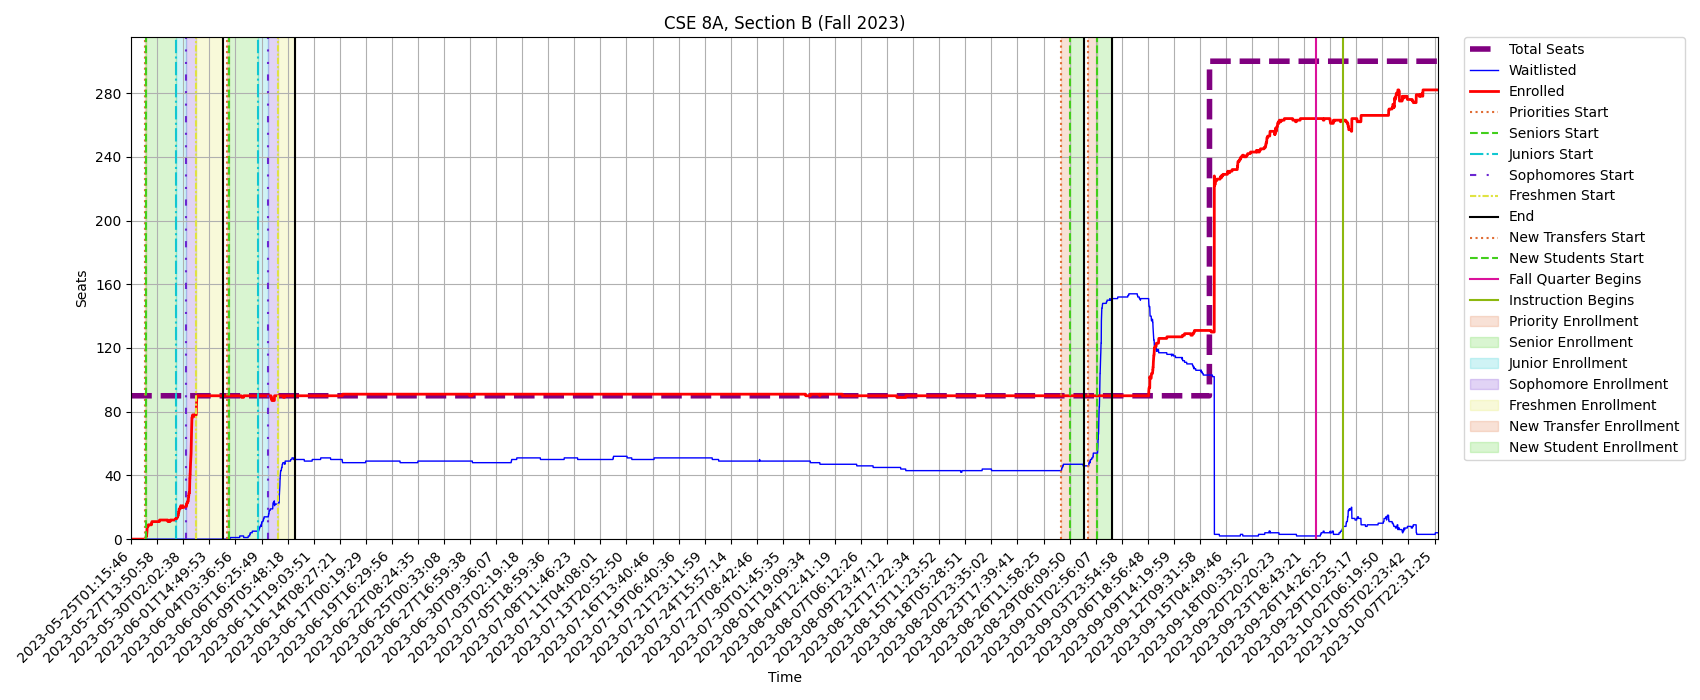 CSE 8A, Section B (Fall 2023)
Seats
280
240
200
160
120
80
40
0
2023-05-25T01:15:46
2023-05-27T13:50:58
2023-05-30T02:02:38
2023-06-01T14:49:53
2023-06-04T03:36:56
2023-06-06T16:25:49
2023-06-09T05:48:18
2023-06-11T19:03:51
2023-06-14T08:27:21
2023-06-17T00:19:29
2023-06-19T16:29:56
2023-06-22T08:24:35
2023-06-25T00:33:08
2023-06-27T16:59:38
2023-06-30T09:36:07
2023-07-03T02:19:18
2023-07-05T18:59:36
2023-07-08T11:46:23
2023-07-11T04:08:01
2023-07-13T20:52:50
2023-07-16T13:40:46
2023-07-19T06:40:36
2023-07-21T23:11:59
2023-07-24T15:57:14
2023-07-27T08:42:46
2023-07-30T01:45:35
2023-08-01T19:09:34
2023-08-04T12:41:19
2023-08-07T06:12:26
2023-08-09T23:47:12
2023-08-12T17:22:34
2023-08-15T11:23:52
2023-08-18T05:28:51
2023-08-20T23:35:02
2023-08-23T17:39:41
2023-08-26T11:58:25
2023-08-29T06:09:50
2023-09-01T02:56:07
2023-09-03T23:54:58
2023-09-06T18:56:48
2023-09-09T14:19:59
2023-09-12T09:31:58
2023-09-15T04:49:46
2023-09-18T00:33:52
2023-09-20T20:20:23
2023-09-23T18:43:21
2023-09-26T14:26:25
2023-09-29T10:25:17
2023-10-02T06:19:50
2023-10-05T02:23:42
2023-10-07T22:31:25
Time
Total Seats
Waitlisted
Enrolled
Priorities Start
Seniors Start
Juniors Start
Sophomores Start
Freshmen Start
End
New Transfers Start
New Students Start
Fall Quarter Begins
Instruction Begins
Priority Enrollment
Senior Enrollment
Junior Enrollment
Sophomore Enrollment
Freshmen Enrollment
New Transfer Enrollment
New Student Enrollment